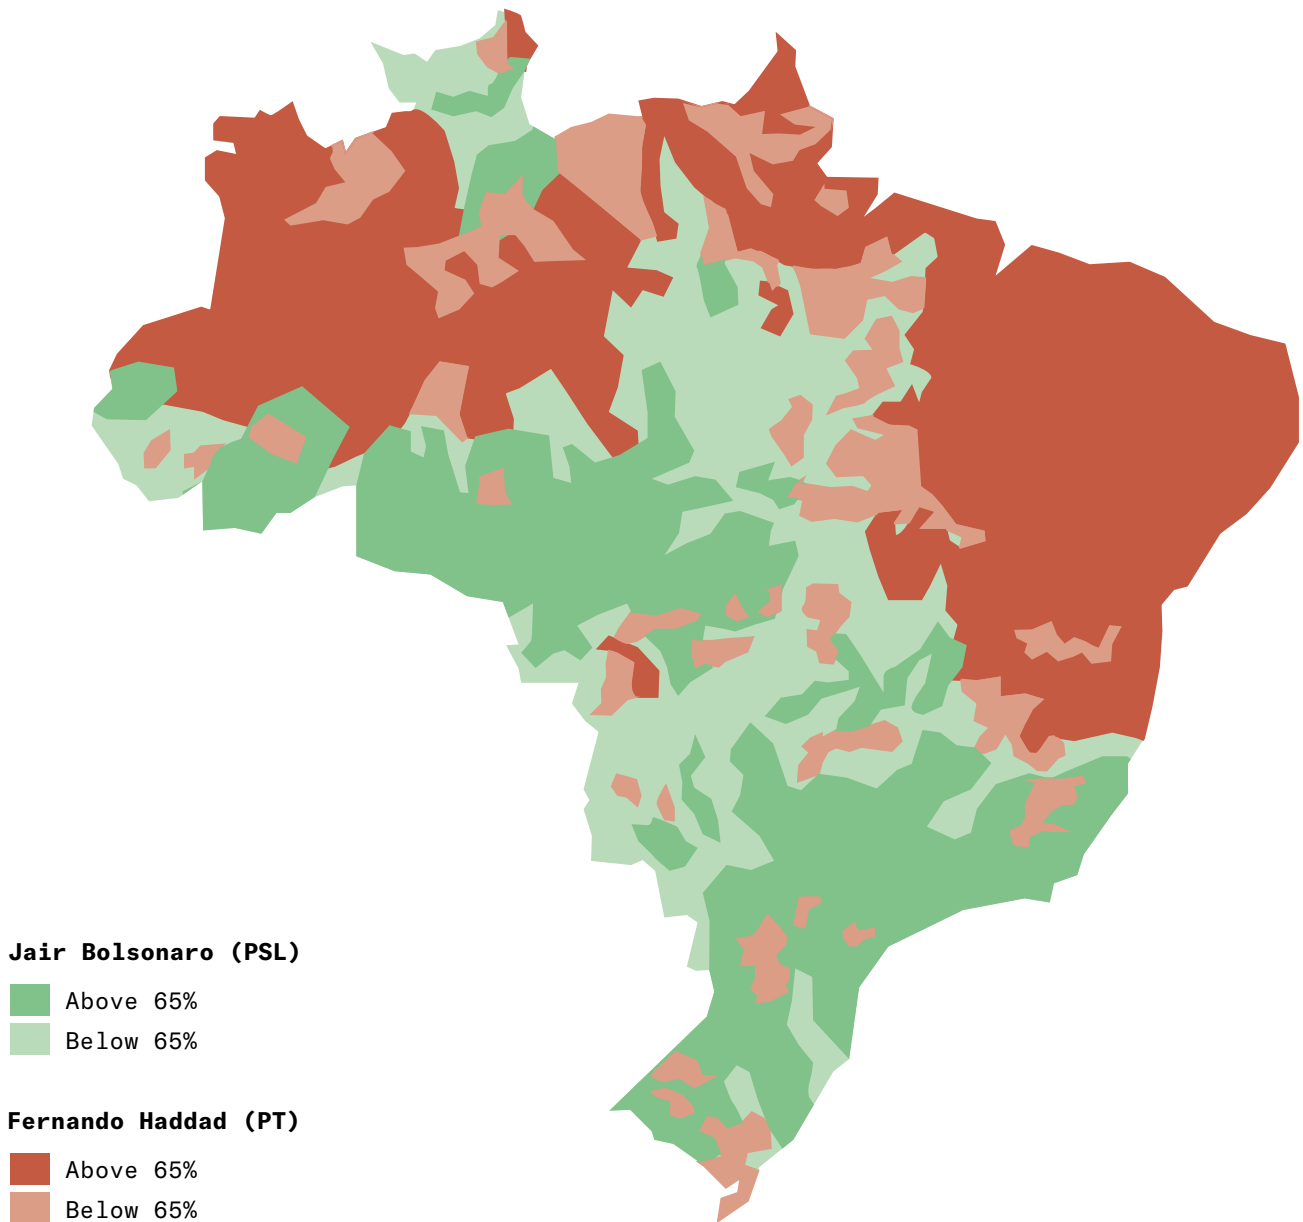 Jair Bolsonaro (PSL)
Above 65%
Below 65%
Fernando Haddad (PT)
Above 65%
Below 65%